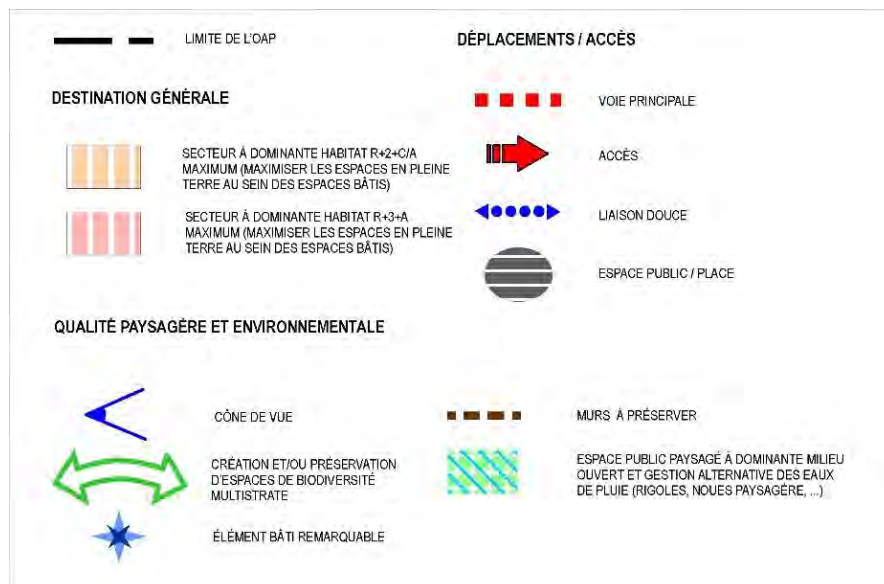 LIMITE DE L'OAP
DESTINATION GÉNÉRALE
SECTEUR À DOMINANTE HABITAT R+2+C/A
MAXIMUM (MAXIMISER LES ESPACES EN PLEINE
TERRE AU SEIN DES ESPACES BÂTIS)
SECTEUR À DOMINANTE HABITAT R+3+A
MAXIMUM (MAXIMISER LES ESPACES EN PLEINE
TERRE AU SEIN DES ESPACES BÂTIS)
DÉPLACEMENTS / ACCÈS
VOIE PRINCIPALE
ACCÈS
LIAISON DOUCE
ESPACE PUBLIC / PLACE
QUALITÉ PAYSAGÈRE ET ENVIRONNEMENTALE
CÔNE DE VUE
CRÉATION ET/OU PRÉSERVATION
D'ESPACES DE BIODIVERSITÉ
MULTISTRATE
ÉLÉMENT BÂTI REMARQUABLE
MURS À PRÉSERVER
ESPACE PUBLIC PAYSAGÉ À DOMINANTE MILIEU
OUVERT ET GESTION ALTERNATIVE DES EAUX
DE PLUIE (RIGOLES, NOUES PAYSAGÈRE, ...)